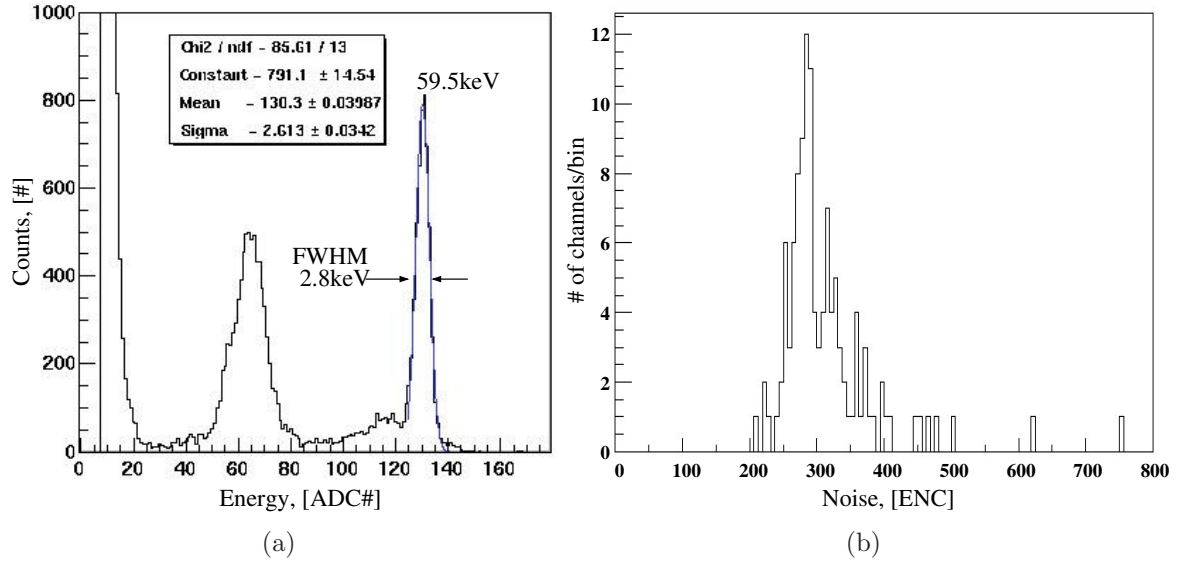 1000
800
600
400
200
0
0 20 40 60 80 100 120 140 160
Counts, [#]
Energy, [ADC#]
Chi2 / ndf - 85.61 / 13
Constant - 791.1 ± 14.54
Mean - 130.3 ± 0.03987
Sigma - 2.613 ± 0.0342
59.5keV
FWHM
2.8keV
(a)
12
10
8
6
4
2
0
0 100 200 300 400 500 600 700 800
# of channels/bin
Noise, [ENC]
(b)